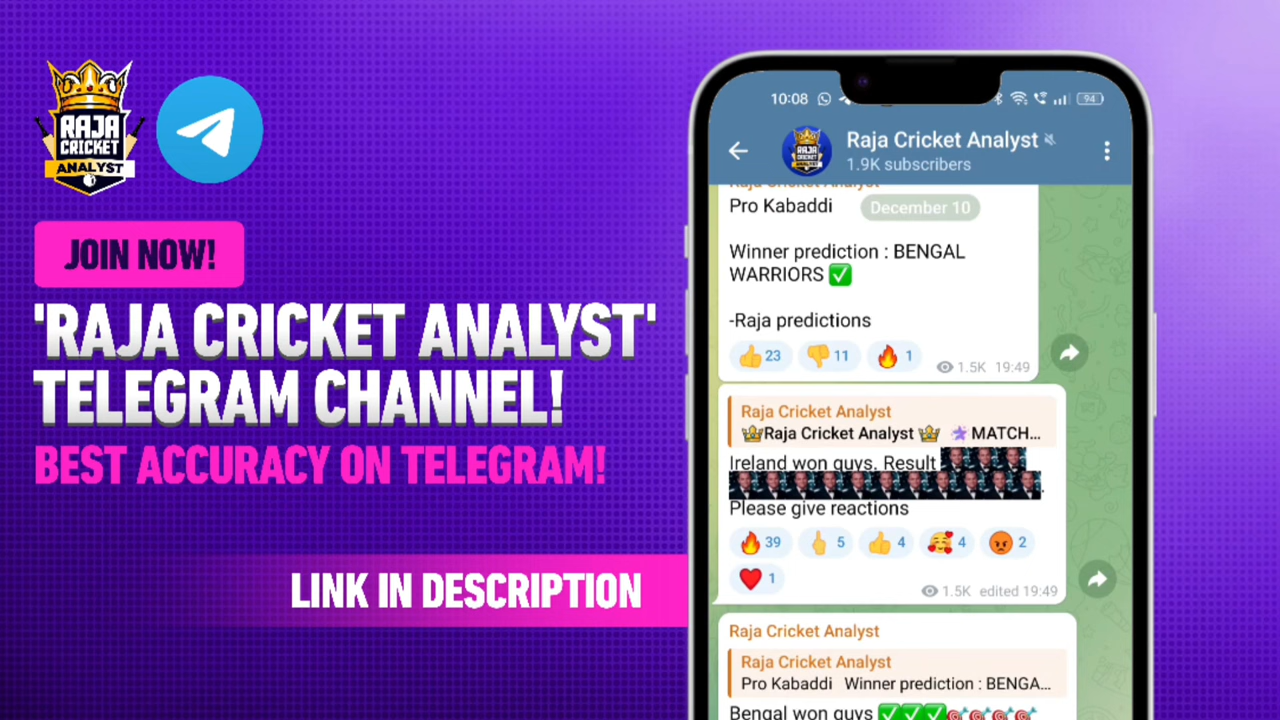 RAJA
CRICKET
ANALYST
JOIN NOW!
'RAJA CRICKET ANALYST'
TELEGRAM CHANNEL!
BEST ACCURACY ON TELEGRAM!
LINK IN DESCRIPTION
10:08
94
RAJA
CRICKET
ANALYST
Raja Cricket Analyst
1.9K subscribers
Raja Cricket Analyst
Pro Kabaddi
December 10
Winner prediction : BENGAL
WARRIORS ✅
-Raja predictions
👍 23 👎 11 🔥 1
1.5K 19:49
Raja Cricket Analyst
👑Raja Cricket Analyst 👑 MATCH...
Ireland won guys. Result
Please give reactions
🔥 39 🖕 5 👍 4 🥰 4 😡 2
❤️ 1
1.5K edited 19:49
Raja Cricket Analyst
Raja Cricket Analyst
Pro Kabaddi Winner prediction : BENGA...
Bengal won guys ✅✅✅🎯🎯🎯🎯